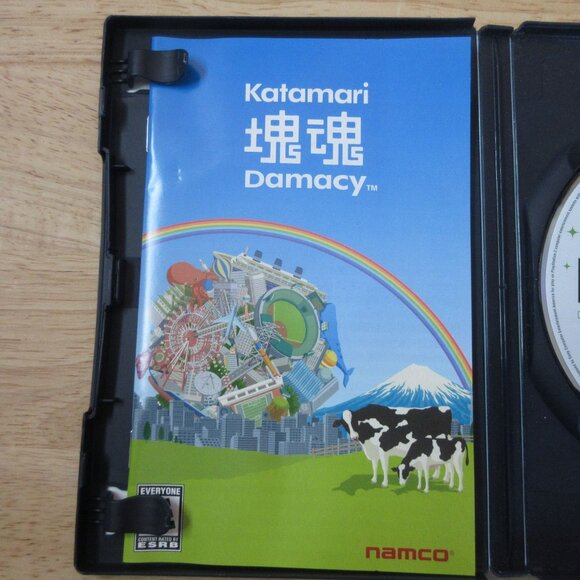 Katamari
塊魂
Damacy™
EVERYONE
CONTENT RATED BY
ESRB
namco®